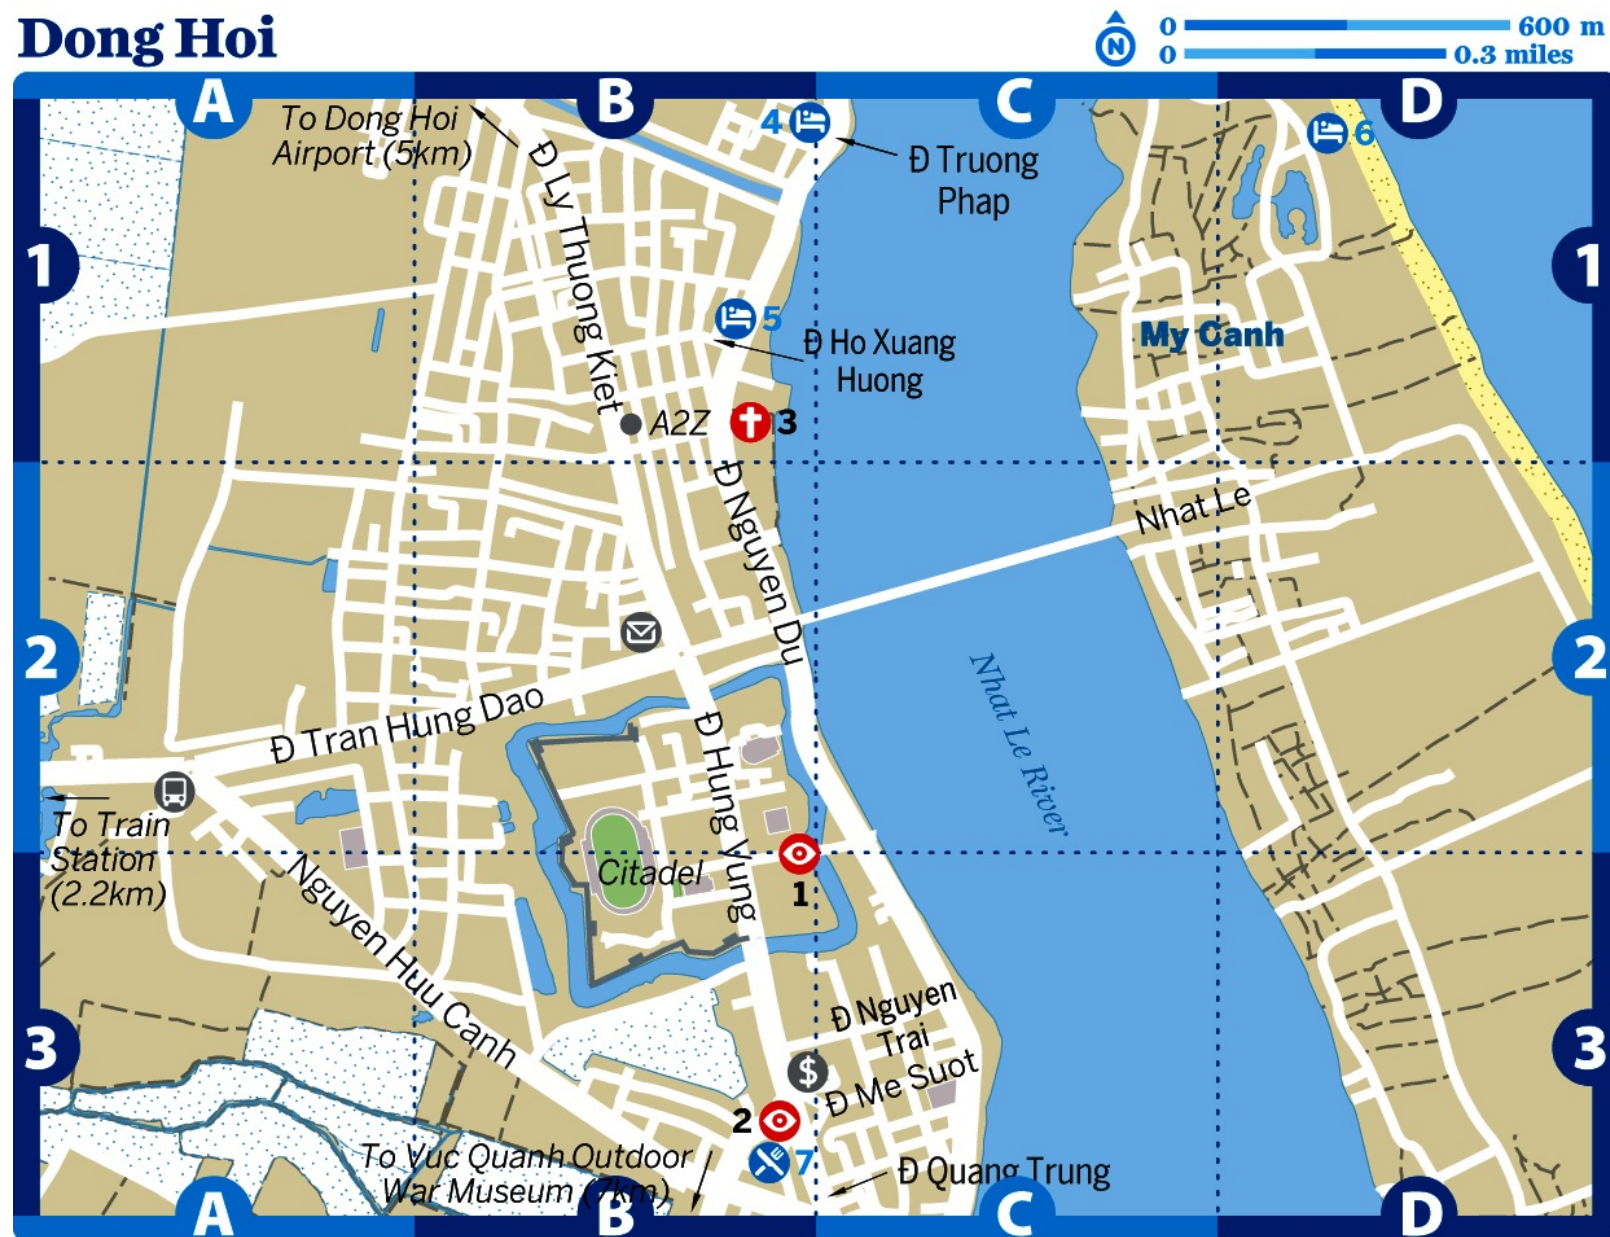 Dong Hoi
N
0 600 m
0 0.3 miles
A
B
C
D
To Dong Hoi
Airport (5km)
4
6
Đ Truong
Phap
Đ Ly Thuong Kiet
1
1
5
My Canh
Đ Ho Xuang
Huong
A2Z
3
Đ Nguyen Du
Nhat Le
2
2
Nhat Le River
Đ Tran Hung Dao
Đ Hung Vung
To Train
Station
(2.2km)
Citadel
1
Nguyen Huu Canh
Đ Nguyen
Trai
3
3
$
Đ Me Suot
2
To Vuc Quanh Outdoor
War Museum (7km)
7
Đ Quang Trung
A
B
C
D